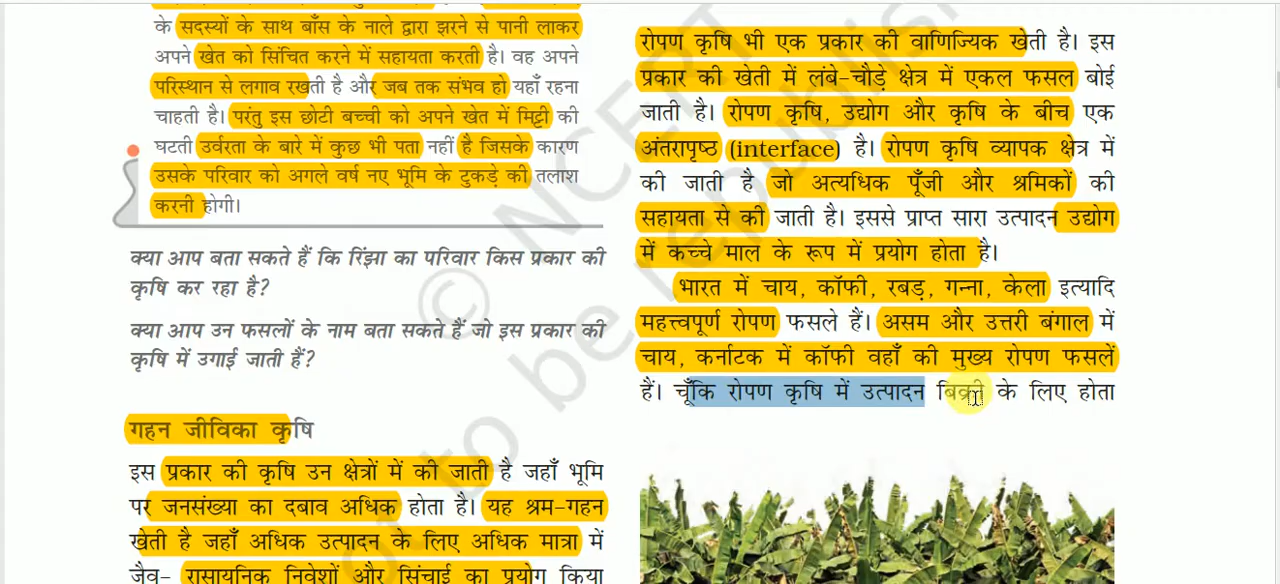 के सदस्यों के साथ बाँस के नाले द्वारा झरने से पानी लाकर
अपने खेत को सिंचित करने में सहायता करती है। वह अपने
परिस्थान से लगाव रखती है और जब तक संभव हो यहाँ रहना
चाहती है। परंतु इस छोटी बच्ची को अपने खेत में मिट्टी की
घटती उर्वरता के बारे में कुछ भी पता नहीं है जिसके कारण
उसके परिवार को अगले वर्ष नए भूमि के टुकड़े की तलाश
करनी होगी।
क्या आप बता सकते हैं कि रिंझा का परिवार किस प्रकार की
कृषि कर रहा है?
क्या आप उन फसलों के नाम बता सकते हैं जो इस प्रकार की
कृषि में उगाई जाती हैं?
गहन जीविका कृषि
इस प्रकार की कृषि उन क्षेत्रों में की जाती है जहाँ भूमि
पर जनसंख्या का दबाव अधिक होता है। यह श्रम-गहन
खेती है जहाँ अधिक उत्पादन के लिए अधिक मात्रा में
जैव- रासायनिक निवेशों और सिंचाई का प्रयोग किया
रोपण कृषि भी एक प्रकार की वाणिज्यिक खेती है। इस
प्रकार की खेती में लंबे-चौड़े क्षेत्र में एकल फसल बोई
जाती है। रोपण कृषि, उद्योग और कृषि के बीच एक
अंतरापृष्ठ (interface) है। रोपण कृषि व्यापक क्षेत्र में
की जाती है जो अत्यधिक पूँजी और श्रमिकों की
सहायता से की जाती है। इससे प्राप्त सारा उत्पादन उद्योग
में कच्चे माल के रूप में प्रयोग होता है।
भारत में चाय, कॉफी, रबड़, गन्ना, केला इत्यादि
महत्त्वपूर्ण रोपण फसले हैं। असम और उत्तरी बंगाल में
चाय, कर्नाटक में कॉफी वहाँ की मुख्य रोपण फसलें
हैं। चूँकि रोपण कृषि में उत्पादन बिक्री के लिए होता
© NCERT
not to be republished